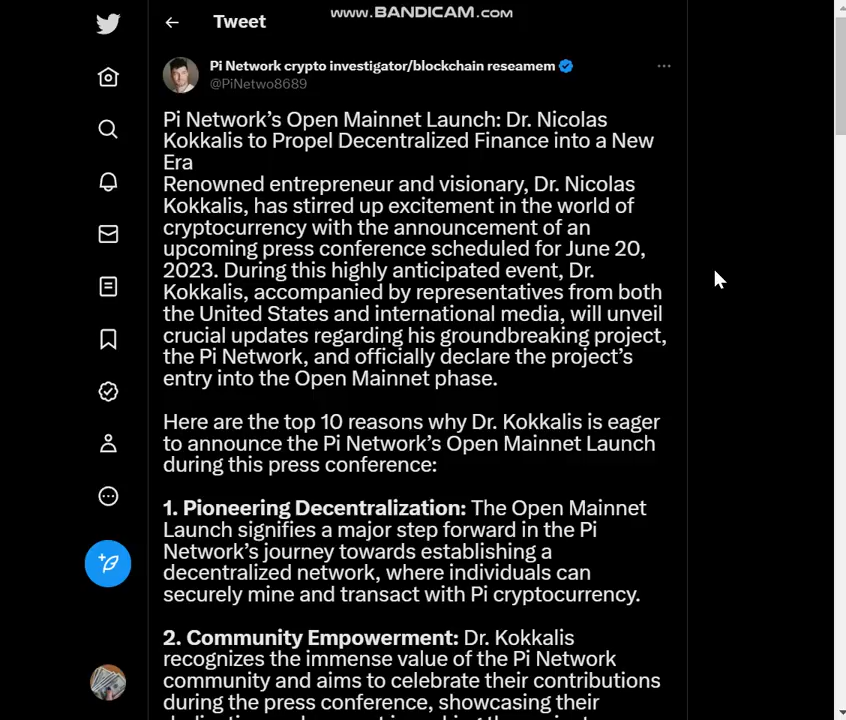 www.BANDICAM.com
Tweet
Pi Network crypto investigator/blockchain reseamem
@PiNetwo8689
Pi Network’s Open Mainnet Launch: Dr. Nicolas
Kokkalis to Propel Decentralized Finance into a New
Era
Renowned entrepreneur and visionary, Dr. Nicolas
Kokkalis, has stirred up excitement in the world of
cryptocurrency with the announcement of an
upcoming press conference scheduled for June 20,
2023. During this highly anticipated event, Dr.
Kokkalis, accompanied by representatives from both
the United States and international media, will unveil
crucial updates regarding his groundbreaking project,
the Pi Network, and officially declare the project’s
entry into the Open Mainnet phase.
Here are the top 10 reasons why Dr. Kokkalis is eager
to announce the Pi Network’s Open Mainnet Launch
during this press conference:
1. Pioneering Decentralization: The Open Mainnet
Launch signifies a major step forward in the Pi
Network’s journey towards establishing a
decentralized network, where individuals can
securely mine and transact with Pi cryptocurrency.
2. Community Empowerment: Dr. Kokkalis
recognizes the immense value of the Pi Network
community and aims to celebrate their contributions
during the press conference, showcasing their